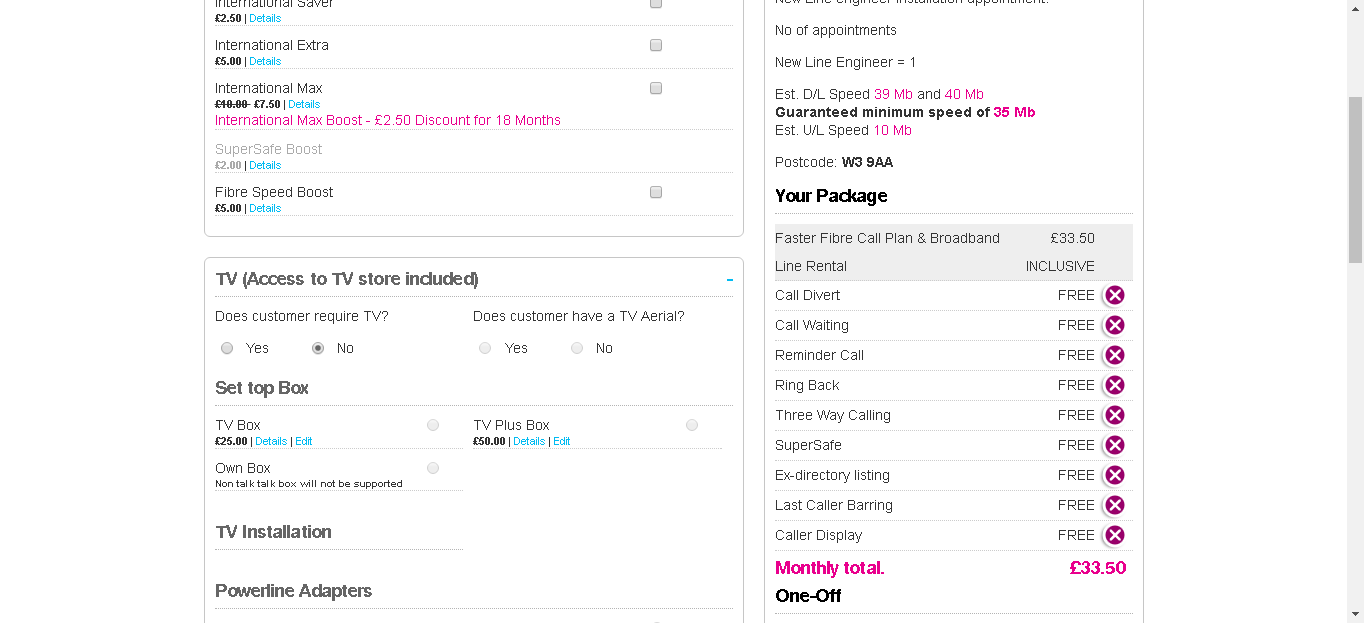 International Saver
£2.50 | Details
International Extra
£5.00 | Details
International Max
£10.00 £7.50 | Details
International Max Boost - £2.50 Discount for 18 Months
SuperSafe Boost
£2.00 | Details
Fibre Speed Boost
£5.00 | Details
TV (Access to TV store included) -
Does customer require TV? Does customer have a TV Aerial?
Yes No Yes No
Set top Box
TV Box TV Plus Box
£25.00 | Details | Edit £50.00 | Details | Edit
Own Box
Non talk talk box will not be supported
TV Installation
Powerline Adapters
New Line engineer installation appointment.
No of appointments
New Line Engineer = 1
Est. D/L Speed 39 Mb and 40 Mb
Guaranteed minimum speed of 35 Mb
Est. U/L Speed 10 Mb
Postcode: W3 9AA
Your Package
Faster Fibre Call Plan & Broadband £33.50
Line Rental INCLUSIVE
Call Divert FREE
Call Waiting FREE
Reminder Call FREE
Ring Back FREE
Three Way Calling FREE
SuperSafe FREE
Ex-directory listing FREE
Last Caller Barring FREE
Caller Display FREE
Monthly total. £33.50
One-Off